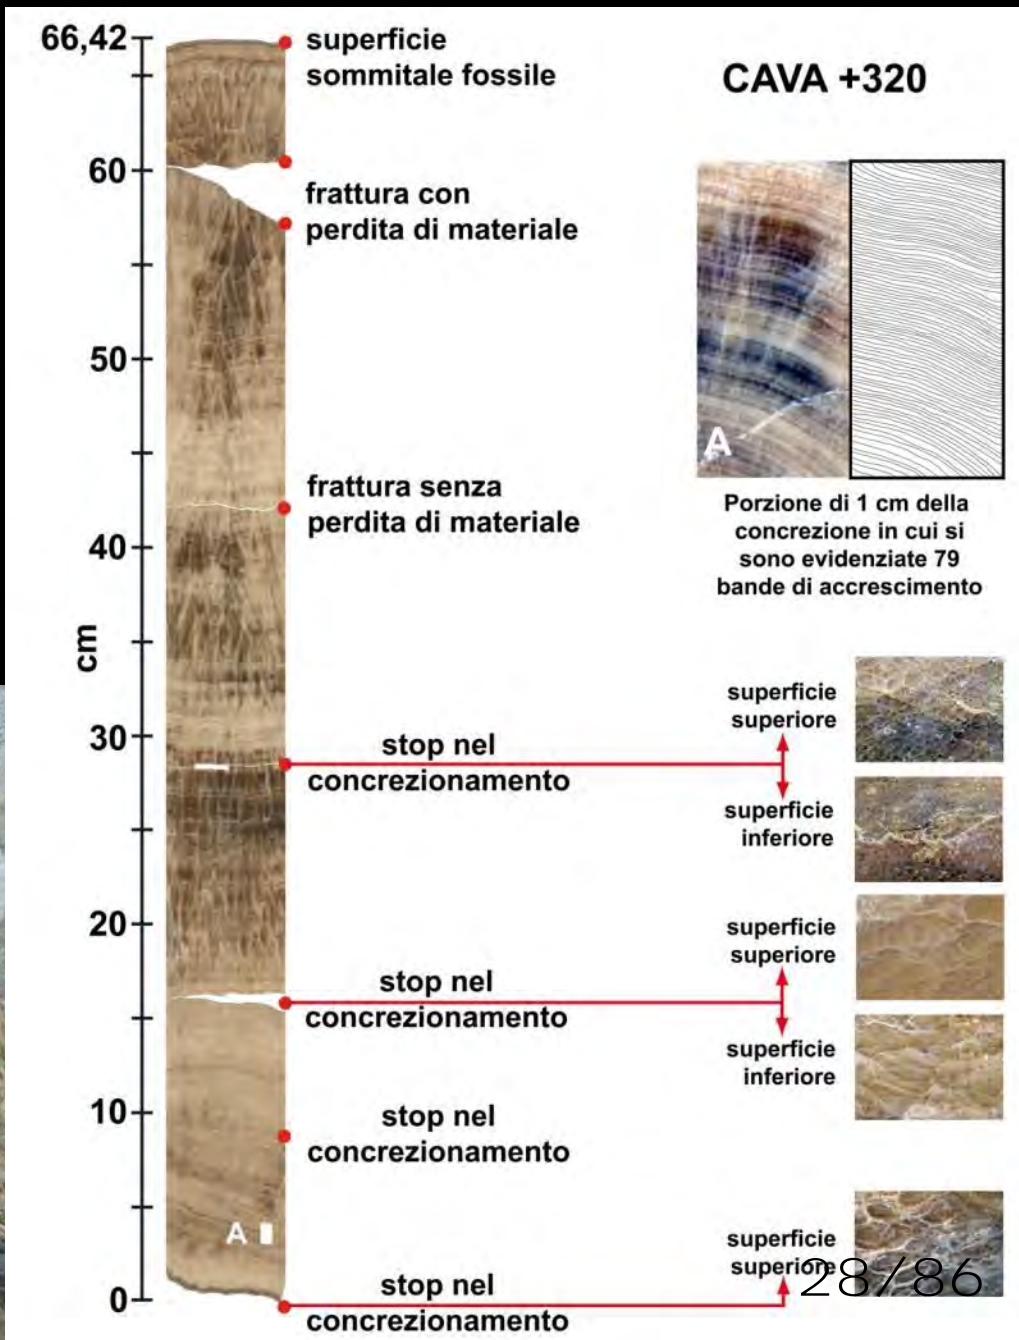 66,42
60
50
40
30
20
10
0
cm
superficie
sommitale fossile
frattura con
perdita di materiale
frattura senza
perdita di materiale
stop nel
concrezionamento
stop nel
concrezionamento
stop nel
concrezionamento
stop nel
concrezionamento
A
CAVA +320
A
Porzione di 1 cm della
concrezione in cui si
sono evidenziate 79
bande di accrescimento
superficie
superiore
superficie
inferiore
superficie
superiore
superficie
inferiore
superficie
superiore
28/86